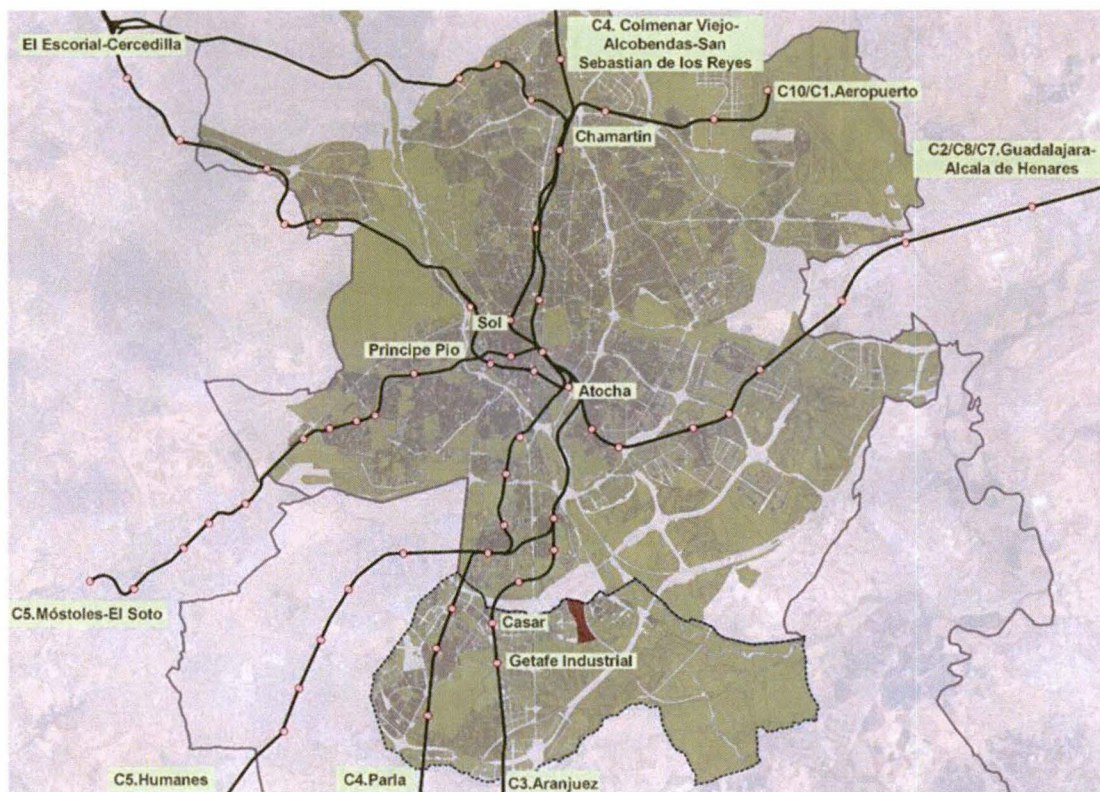 El Escorial-Cercedilla
C4. Colmenar Viejo-
Alcobendas-San
Sebastian de los Reyes
C10/C1.Aeropuerto
Chamartin
C2/C8/C7.Guadalajara-
Alcala de Henares
Sol
Principe Pio
Atocha
C5.Móstoles-El Soto
Casar
Getafe Industrial
C5.Humanes
C4.Parla
C3.Aranjuez